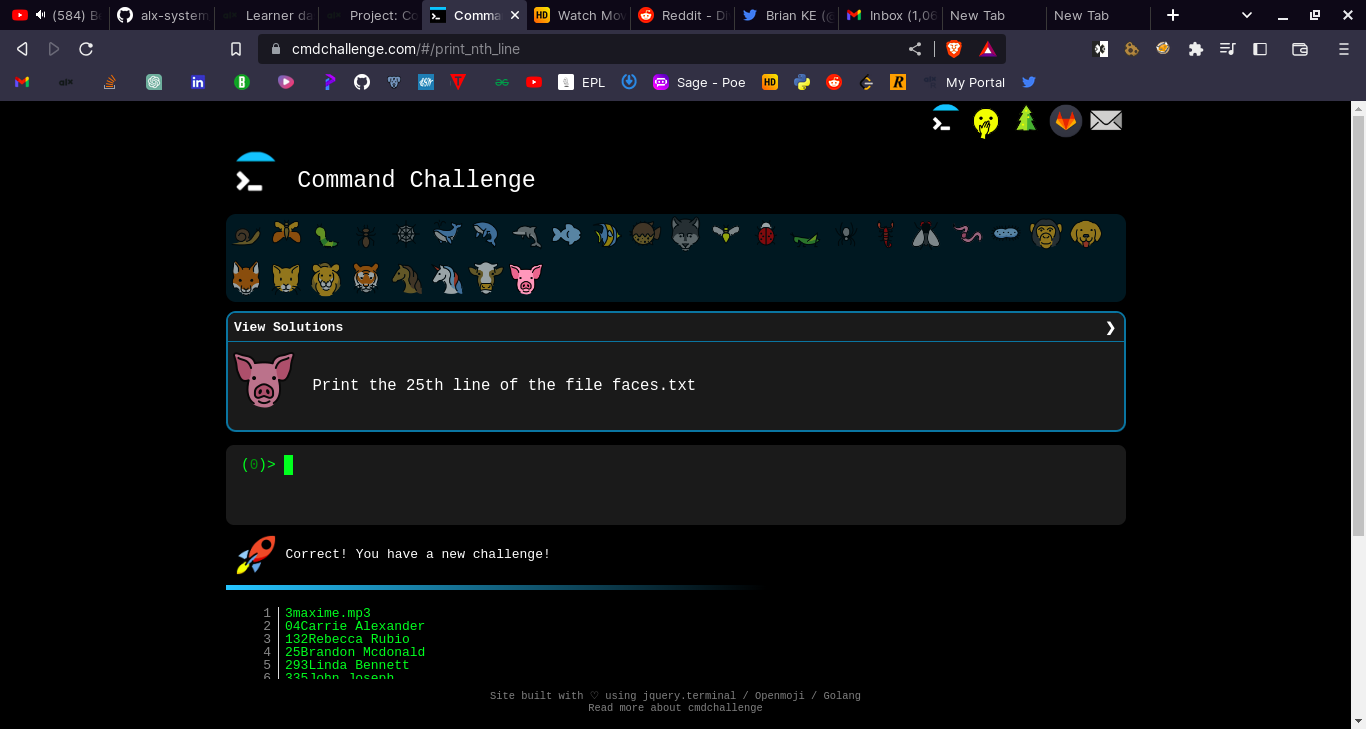 (584) B
alx-system
Learner da
Project: Co
Comma
Watch Mov
Reddit - Di
Brian KE (@
Inbox (1,06
New Tab
New Tab
cmdchallenge.com/#/print_nth_line
EPL
Sage - Poe
My Portal
Command Challenge
View Solutions
Print the 25th line of the file faces.txt
(0)>
Correct! You have a new challenge!
1 3maxime.mp3
2 04Carrie Alexander
3 132Rebecca Rubio
4 25Brandon Mcdonald
5 293Linda Bennett
6 335John Joseph
Site built with ♡ using jquery.terminal / Openmoji / Golang
Read more about cmdchallenge